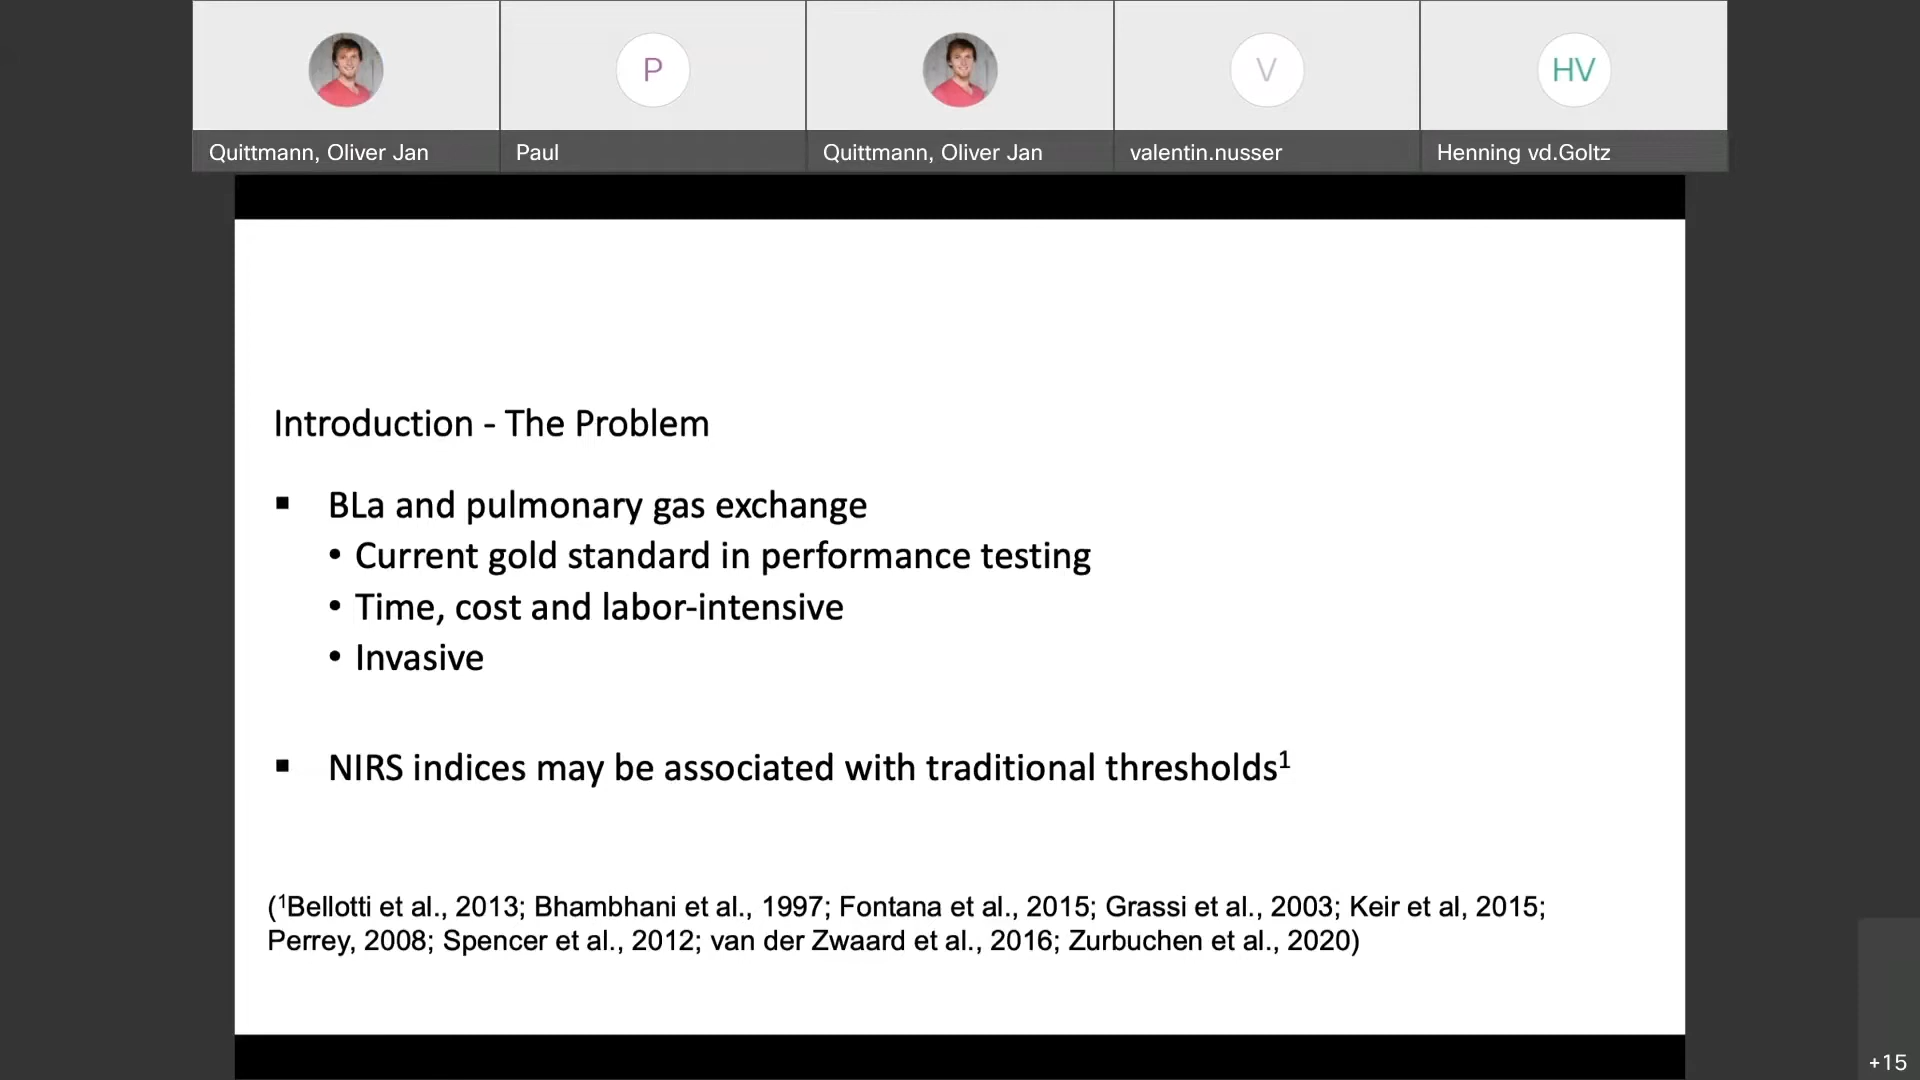 P
V
HV
Quittmann, Oliver Jan
Paul
Quittmann, Oliver Jan
valentin.nusser
Henning vd.Goltz
Introduction - The Problem
▪ BLa and pulmonary gas exchange
• Current gold standard in performance testing
• Time, cost and labor-intensive
• Invasive
▪ NIRS indices may be associated with traditional thresholds¹
(¹Bellotti et al., 2013; Bhambhani et al., 1997; Fontana et al., 2015; Grassi et al., 2003; Keir et al, 2015;
Perrey, 2008; Spencer et al., 2012; van der Zwaard et al., 2016; Zurbuchen et al., 2020)
+15